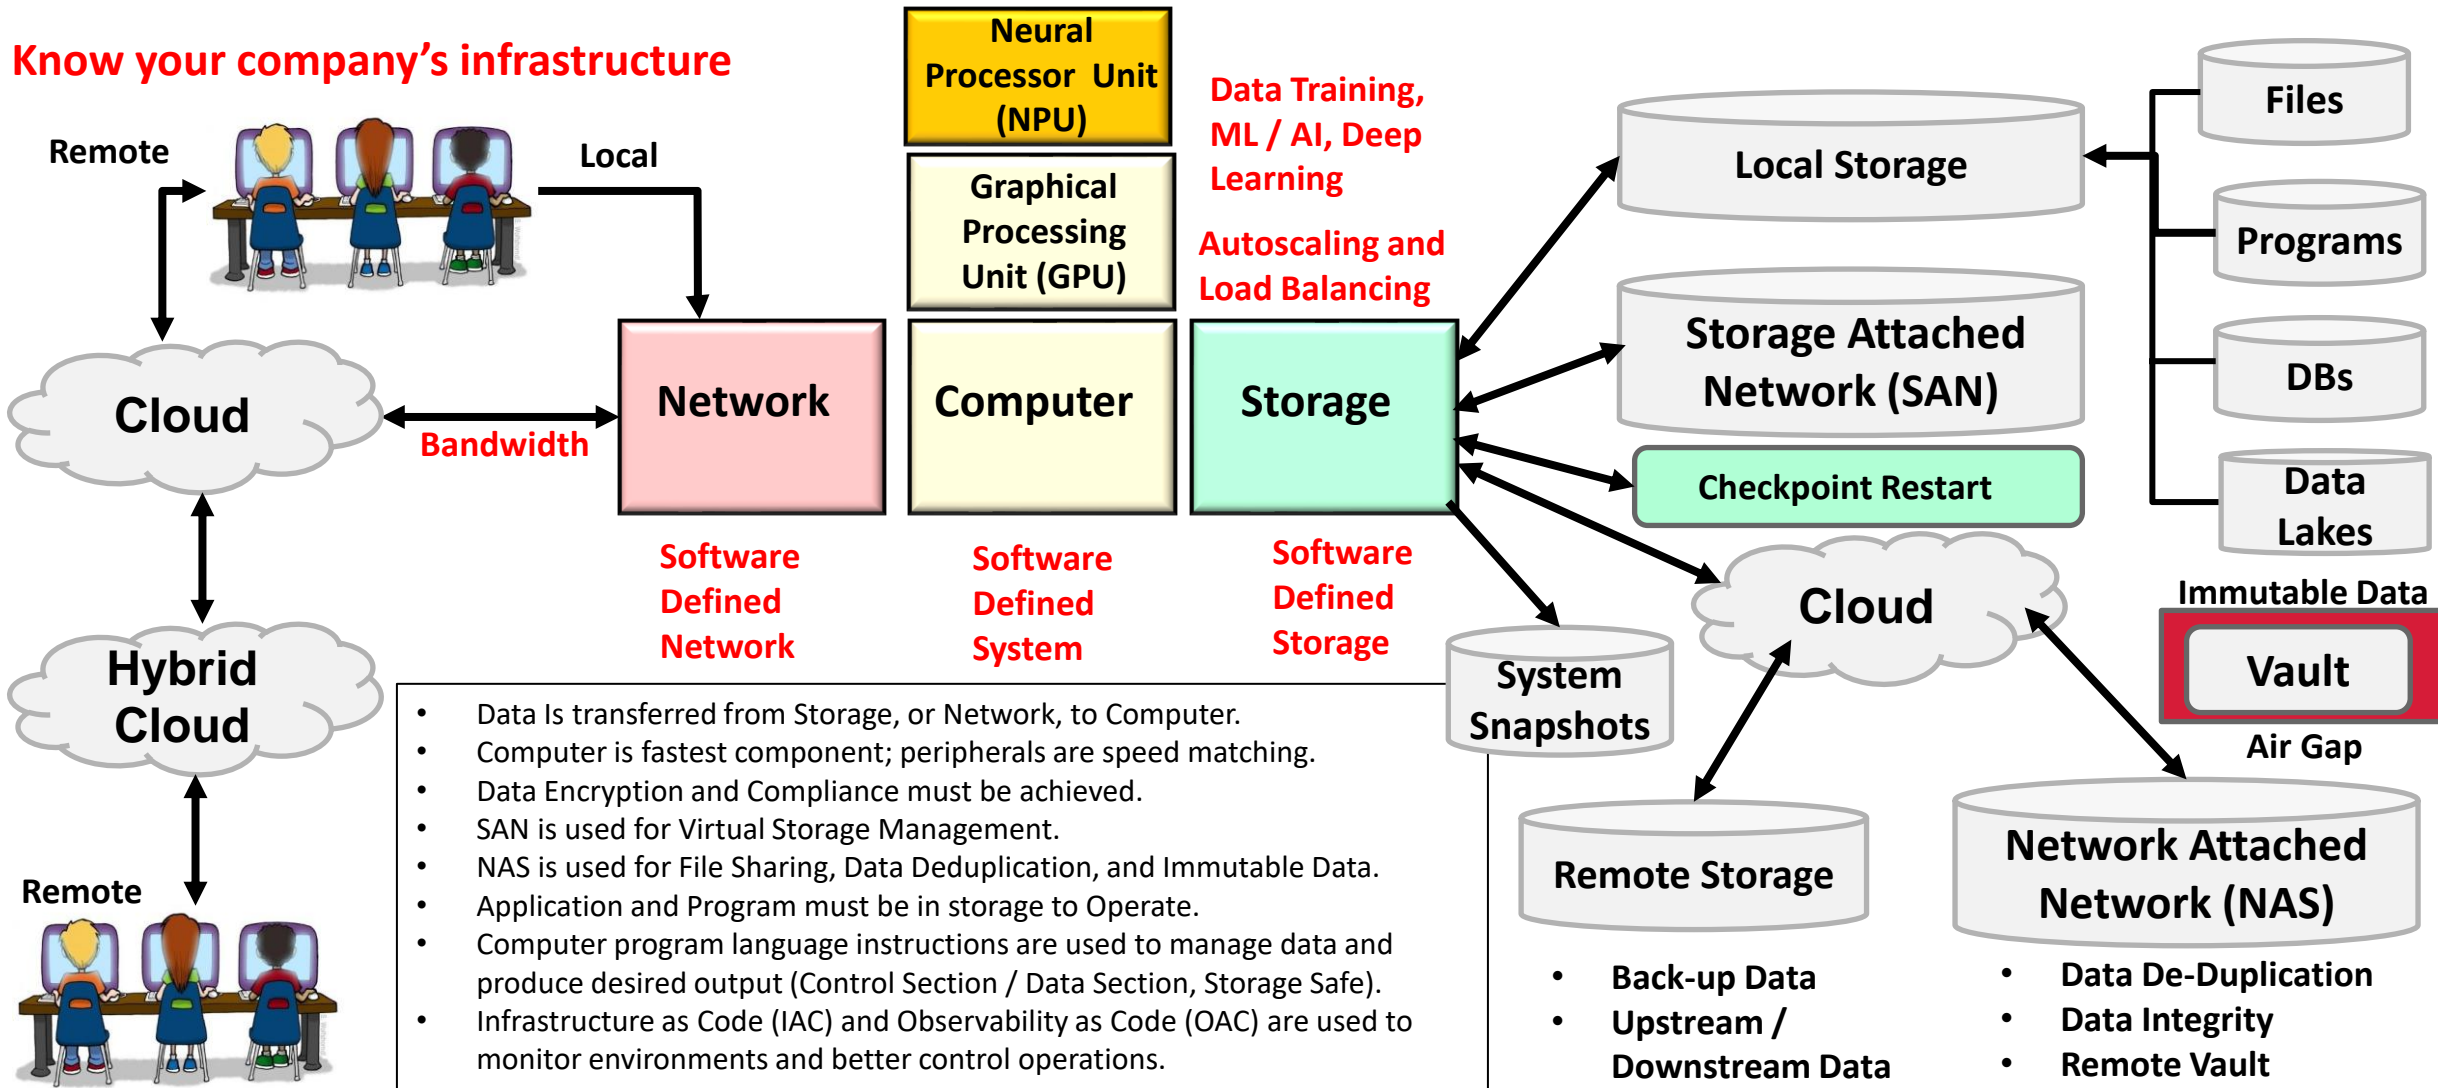 Know your company's infrastructure
Remote
Local
Neural
Processor Unit
(NPU)
Graphical
Processing
Unit (GPU)
Data Training,
ML / AI, Deep
Learning
Autoscaling and
Load Balancing
Cloud
Bandwidth
Network
Computer
Storage
Software
Defined
Network
Software
Defined
System
Software
Defined
Storage
Local Storage
Storage Attached
Network (SAN)
Checkpoint Restart
Files
Programs
DBs
Data
Lakes
Cloud
Immutable Data
Vault
Air Gap
System
Snapshots
Hybrid
Cloud
Remote
• Data Is transferred from Storage, or Network, to Computer.
• Computer is fastest component; peripherals are speed matching.
• Data Encryption and Compliance must be achieved.
• SAN is used for Virtual Storage Management.
• NAS is used for File Sharing, Data Deduplication, and Immutable Data.
• Application and Program must be in storage to Operate.
• Computer program language instructions are used to manage data and
produce desired output (Control Section / Data Section, Storage Safe).
• Infrastructure as Code (IAC) and Observability as Code (OAC) are used to
monitor environments and better control operations.
Remote Storage
• Back-up Data
• Upstream /
Downstream Data
Network Attached
Network (NAS)
• Data De-Duplication
• Data Integrity
• Remote Vault